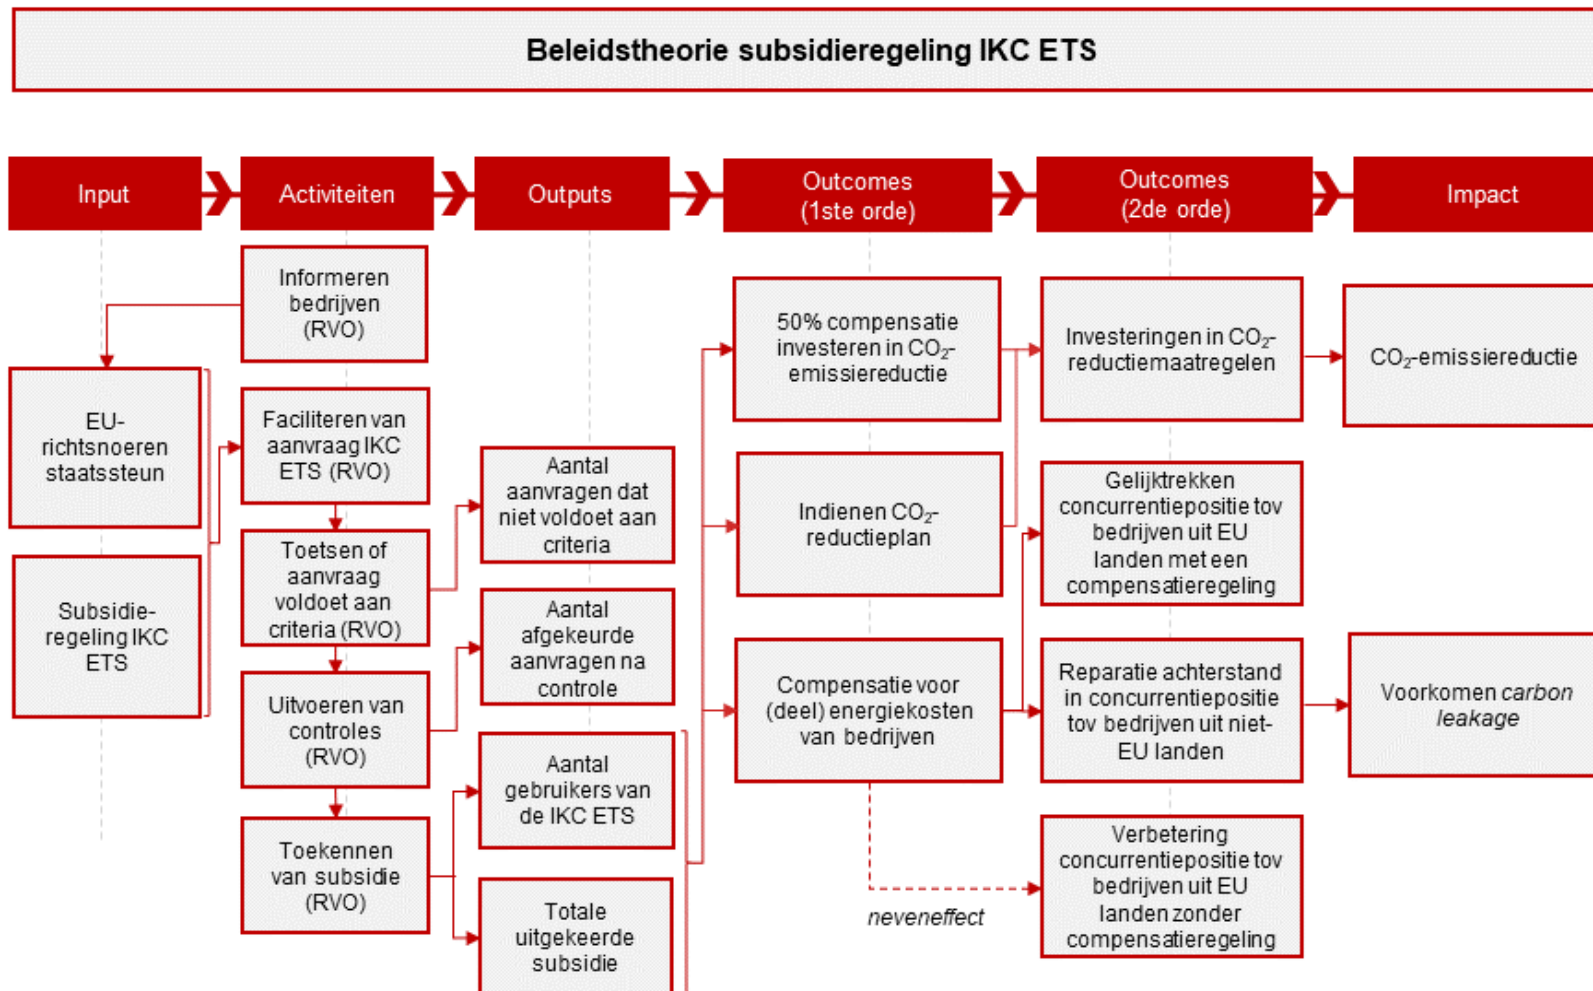 Beleidstheorie subsidieregeling IKC ETS
Input
Activiteiten
Outputs
Outcomes
(1ste orde)
Outcomes
(2de orde)
Impact
EU-
richtsnoeren
staatssteun
Subsidie-
regeling IKC
ETS
Informeren
bedrijven
(RVO)
Faciliteren van
aanvraag IKC
ETS (RVO)
Toetsen of
aanvraag
voldoet aan
criteria (RVO)
Uitvoeren van
controles
(RVO)
Toekennen
van subsidie
(RVO)
Aantal
aanvragen dat
niet voldoet aan
criteria
Aantal
afgekeurde
aanvragen na
controle
Aantal
gebruikers van
de IKC ETS
Totale
uitgekeerde
subsidie
50% compensatie
investeren in CO₂-
emissiereductie
Indienen CO₂-
reductieplan
Compensatie voor
(deel) energiekosten
van bedrijven
neveneffect
Investeringen in CO₂-
reductiemaatregelen
Gelijktrekken
concurrentiepositie tov
bedrijven uit EU
landen met een
compensatieregeling
Reparatie achterstand
in concurrentiepositie
tov bedrijven uit niet-
EU landen
Verbetering
concurrentiepositie tov
bedrijven uit EU
landen zonder
compensatieregeling
CO₂-emissiereductie
Voorkomen carbon
leakage